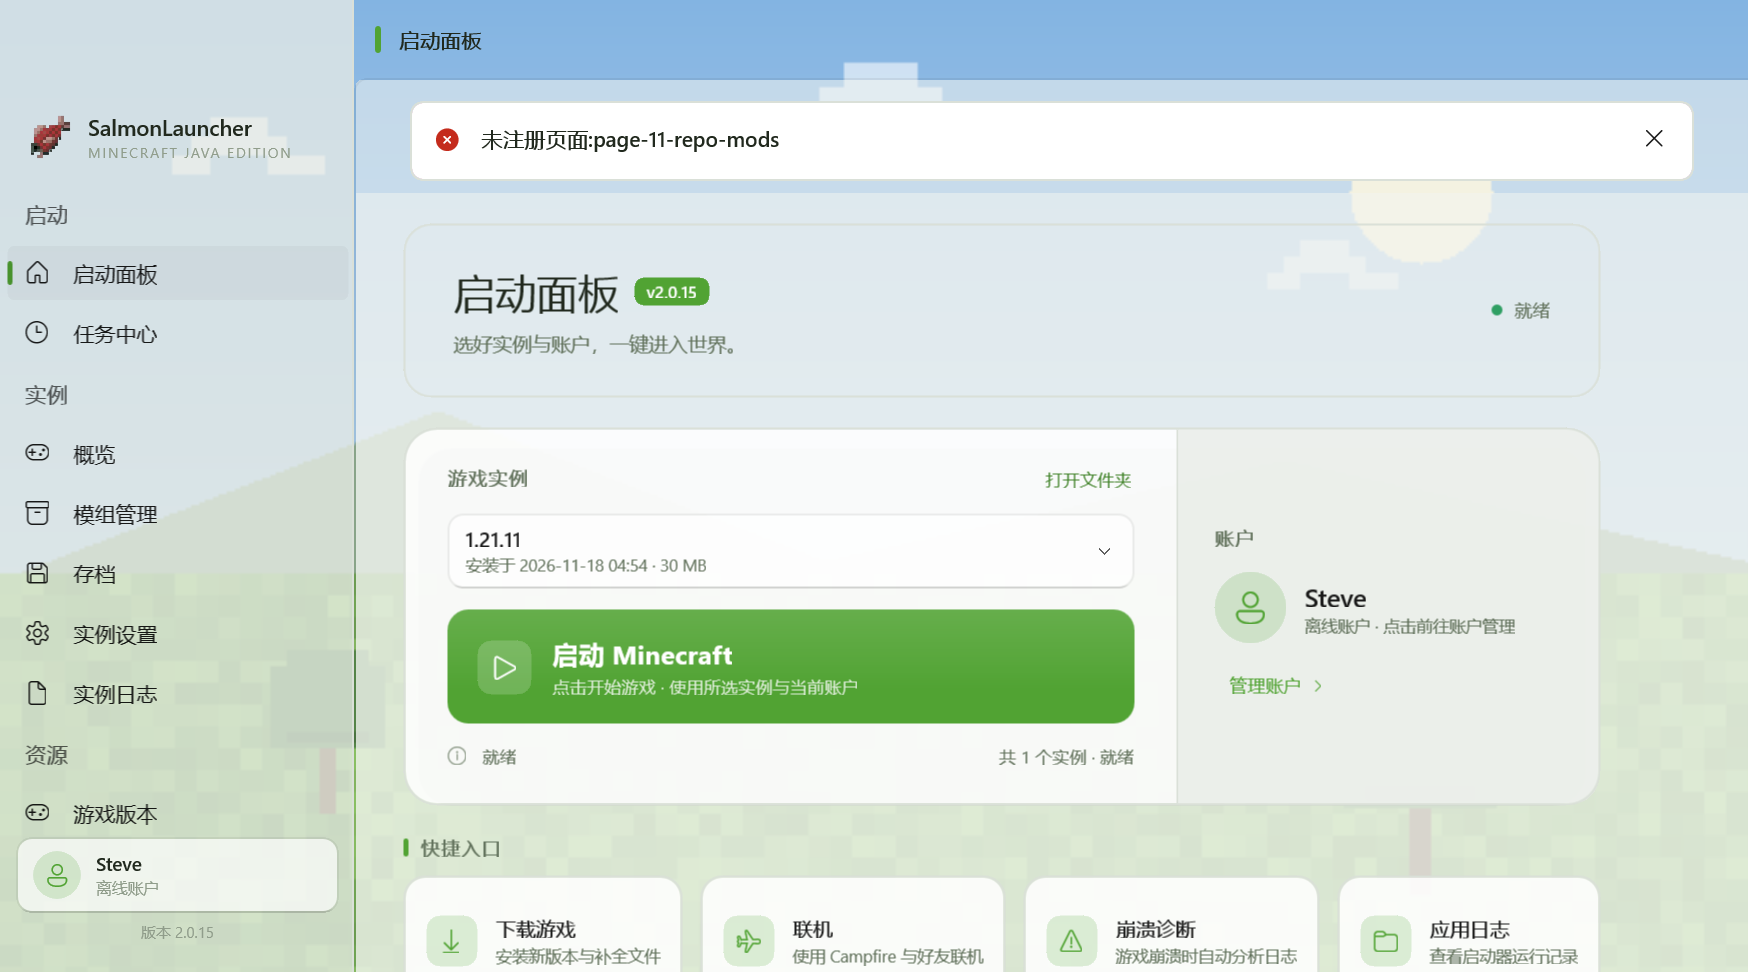 启动面板
SalmonLauncher
MINECRAFT JAVA EDITION
未注册页面:page-11-repo-mods
启动
启动面板
任务中心
实例
概览
模组管理
存档
实例设置
实例日志
资源
游戏版本
Steve
离线账户
版本 2.0.15
启动面板 v2.0.15
选好实例与账户，一键进入世界。
就绪
游戏实例
打开文件夹
1.21.11
安装于 2026-11-18 04:54 · 30 MB
启动 Minecraft
点击开始游戏 · 使用所选实例与当前账户
就绪
共 1 个实例 · 就绪
账户
Steve
离线账户 · 点击前往账户管理
管理账户
快捷入口
下载游戏
安装新版本与补全文件
联机
使用 Campfire 与好友联机
崩溃诊断
游戏崩溃时自动分析日志
应用日志
查看启动器运行记录